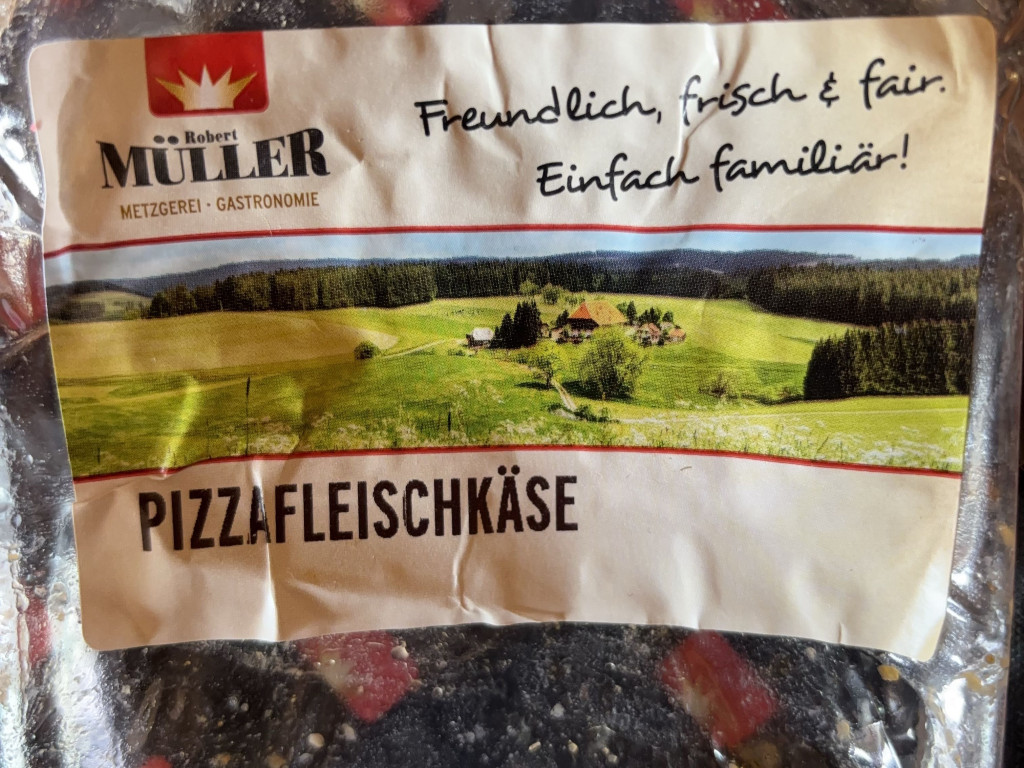 Robert
MÜLLER
METZGEREI · GASTRONOMIE
Freundlich, frisch & fair.
Einfach familiär!
PIZZAFLEISCHKÄSE